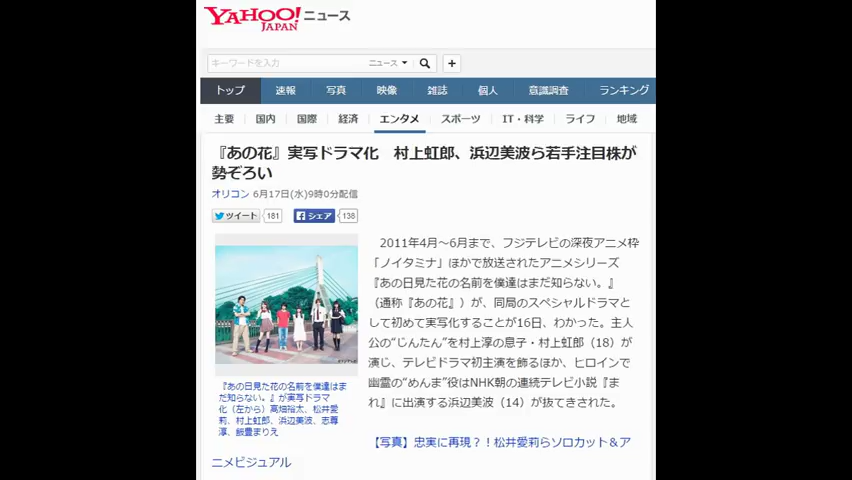 YAHOO! ニュース
JAPAN
キーワードを入力
ニュース
+
トップ 速報 写真 映像 雑誌 個人 意識調査 ランキング
主要 国内 国際 経済 エンタメ スポーツ IT・科学 ライフ 地域
『あの花』実写ドラマ化 村上虹郎、浜辺美波ら若手注目株が
勢ぞろい
オリコン 6月17日(水)9時0分配信
ツイート 181 シェア 138
2011年4月～6月まで、フジテレビの深夜アニメ枠
「ノイタミナ」ほかで放送されたアニメシリーズ
『あの日見た花の名前を僕達はまだ知らない。』
（通称『あの花』）が、同局のスペシャルドラマと
して初めて実写化することが16日、わかった。主人
公の“じんたん”を村上淳の息子・村上虹郎（18）が
演じ、テレビドラマ初主演を飾るほか、ヒロインで
幽霊の“めんま”役はNHK朝の連続テレビ小説『ま
れ』に出演する浜辺美波（14）が抜てきされた。
『あの日見た花の名前を僕達はま
だ知らない。』が実写ドラマ
化（左から）高畑裕太、松井愛
莉、村上虹郎、浜辺美波、志尊
淳、飯豊まりえ
【写真】忠実に再現？！松井愛莉らソロカット＆ア
ニメビジュアル